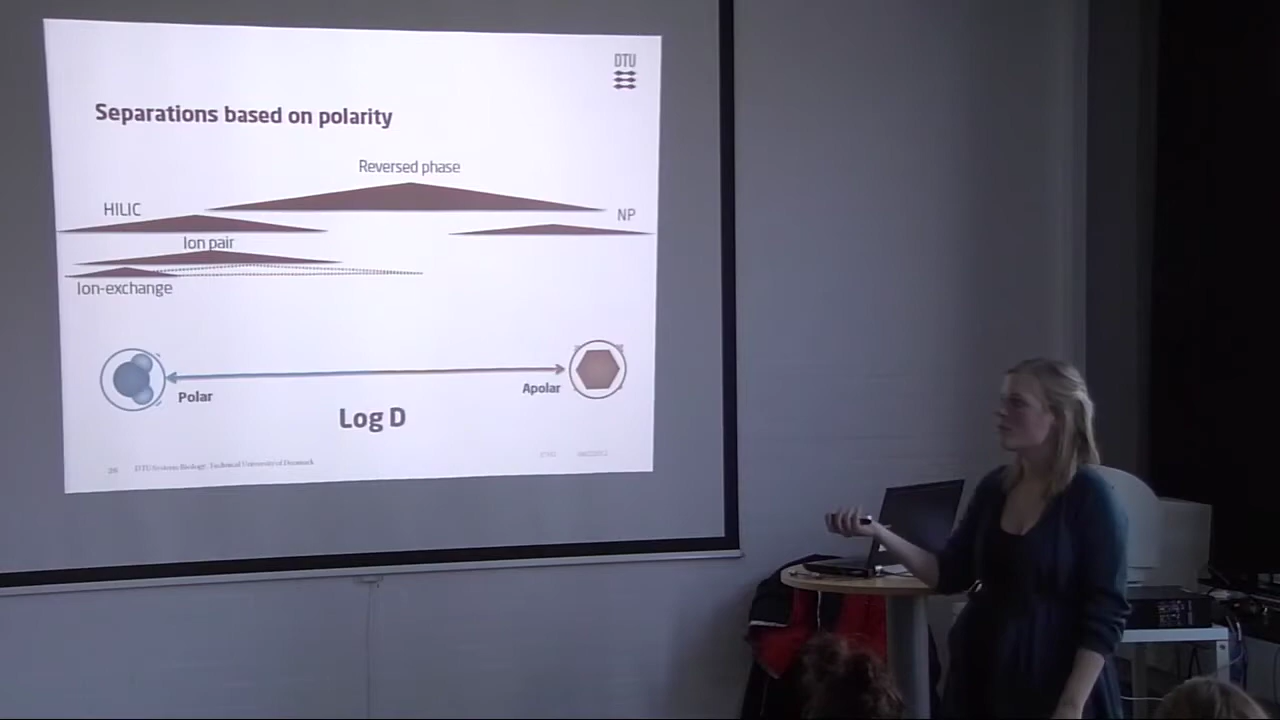 DTU
Separations based on polarity
Reversed phase
HILIC
NP
Ion pair
Ion-exchange
Polar
Apolar
Log D
26 DTU Systems Biology, Technical University of Denmark